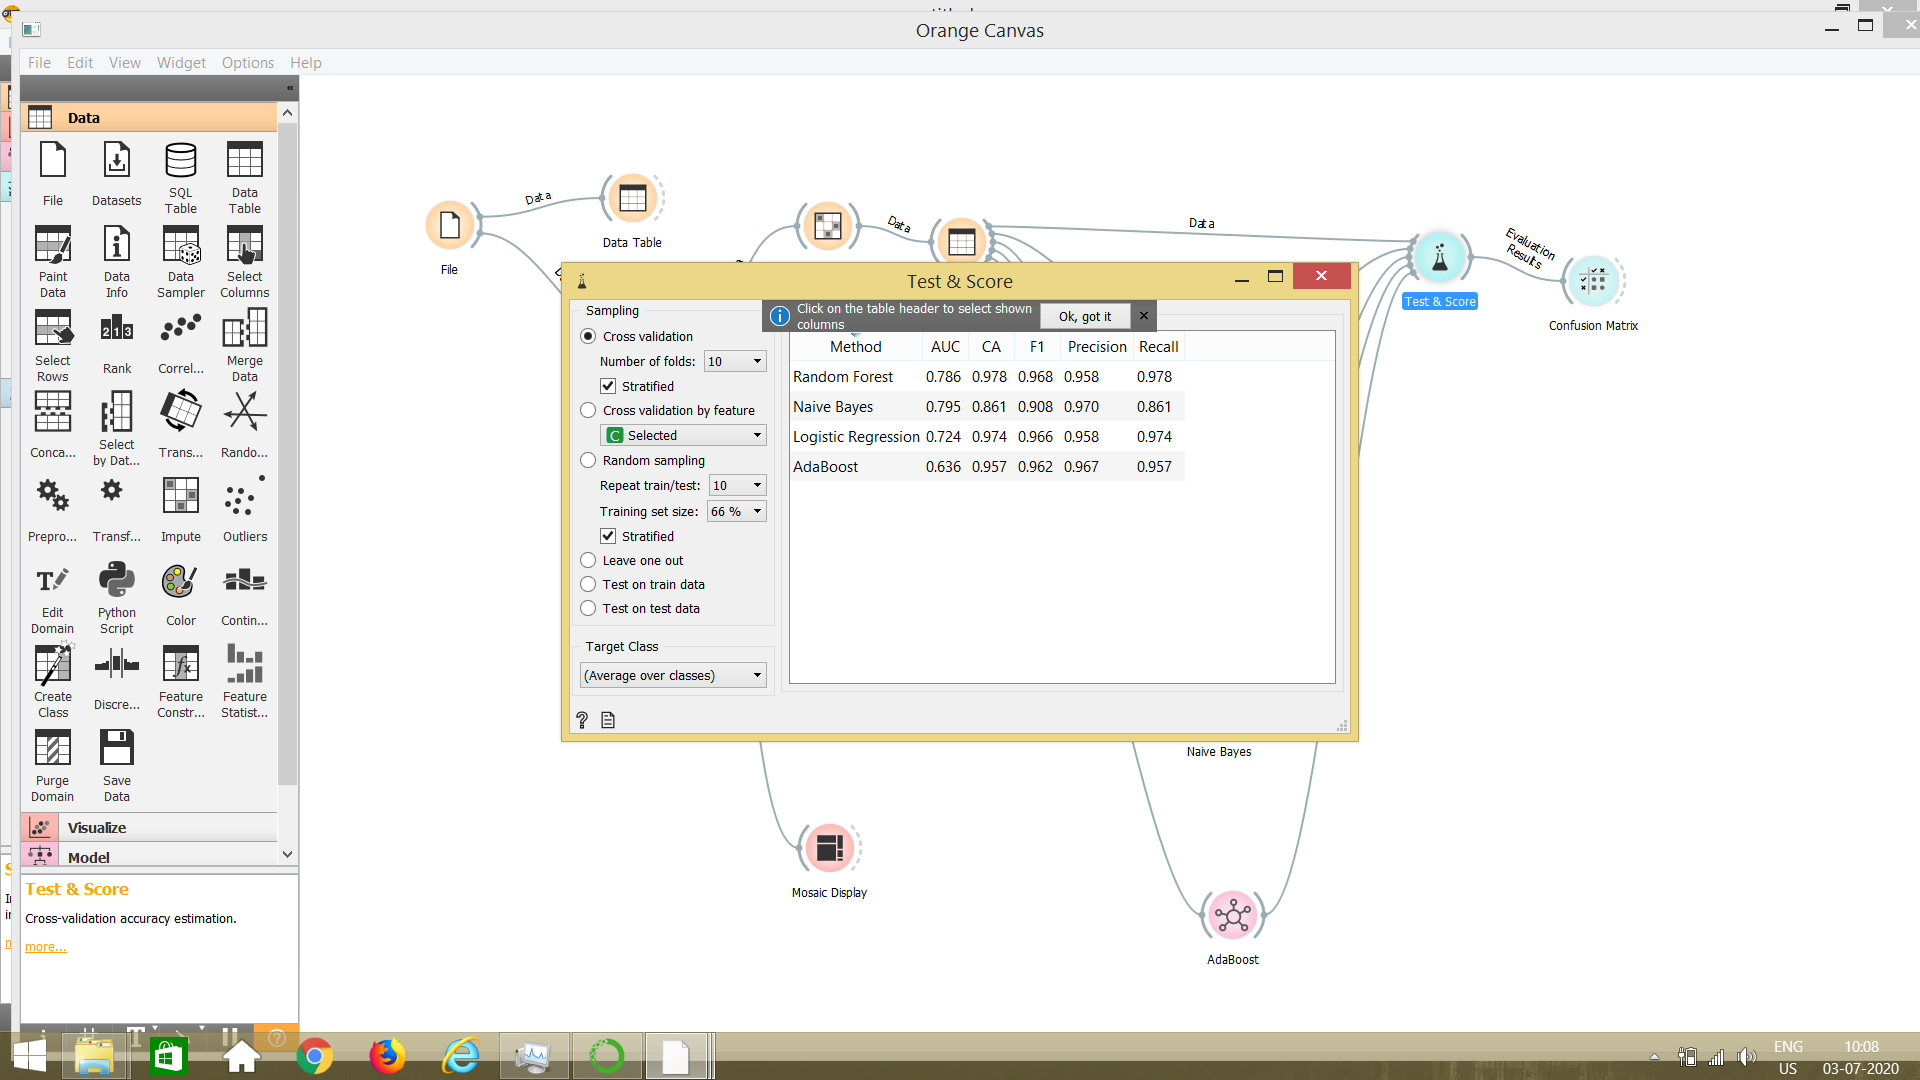 Orange Canvas
File Edit View Widget Options Help
Data
File
Datasets
SQL Table
Data Table
Paint Data
Data Info
Data Sampler
Select Columns
Select Rows
Rank
Correl...
Merge Data
Conca...
Select by Dat...
Trans...
Rando...
Prepro...
Transf...
Impute
Outliers
Edit Domain
Python Script
Color
Contin...
Create Class
Discre...
Feature Constr...
Feature Statist...
Purge Domain
Save Data
Visualize
Model
Test & Score
Cross-validation accuracy estimation.
more...
File
Data
Data Table
Data
Data
Test & Score
Evaluation Results
Confusion Matrix
Test & Score
Sampling
Click on the table header to select shown columns
Ok, got it
Cross validation
Number of folds: 10
Stratified
Cross validation by feature
C Selected
Random sampling
Repeat train/test: 10
Training set size: 66 %
Stratified
Leave one out
Test on train data
Test on test data
Target Class
(Average over classes)
Method AUC CA F1 Precision Recall
Random Forest 0.786 0.978 0.968 0.958 0.978
Naive Bayes 0.795 0.861 0.908 0.970 0.861
Logistic Regression 0.724 0.974 0.966 0.958 0.974
AdaBoost 0.636 0.957 0.962 0.967 0.957
Naive Bayes
Mosaic Display
AdaBoost
ENG
US
10:08
03-07-2020